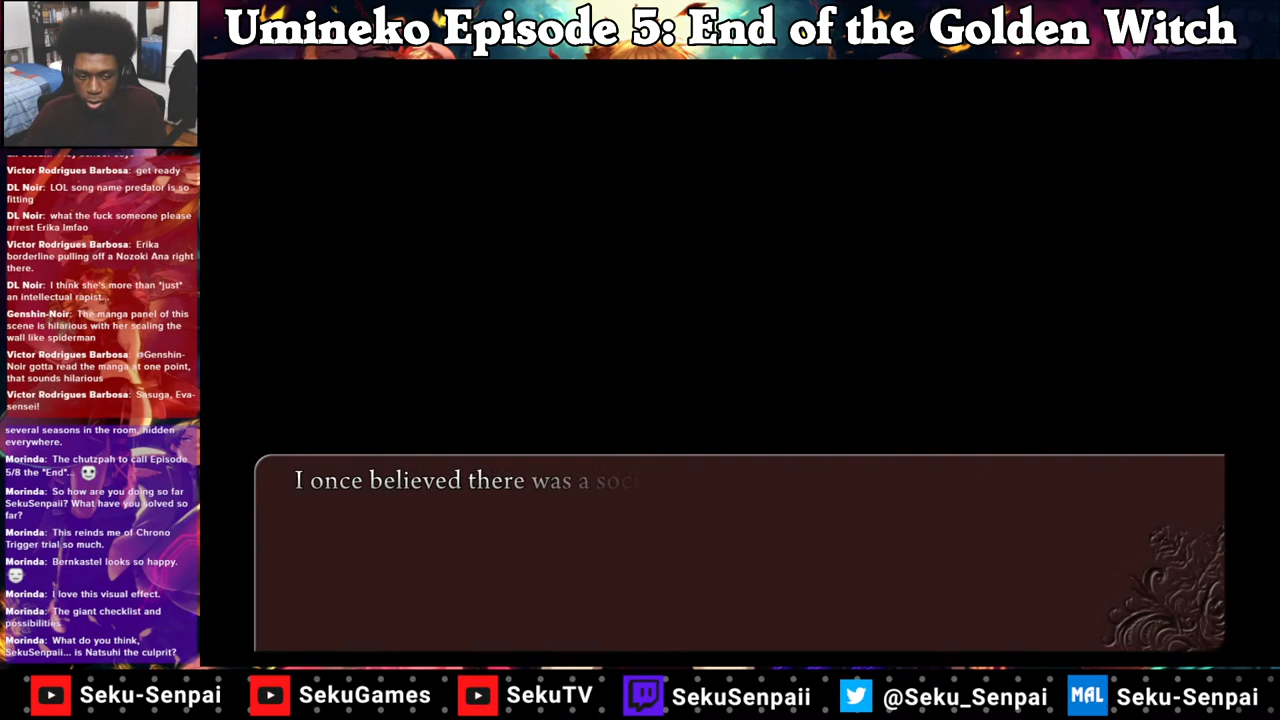 Umineko Episode 5: End of the Golden Witch
Victor Rodrigues Barbosa: get ready
DL Noir: LOL song name predator is so
fitting
DL Noir: what the fuck someone please
arrest Erika lmfao
Victor Rodrigues Barbosa: Erika
borderline pulling off a Nozoki Ana right
there.
DL Noir: I think she's more than *just*
an intellectual rapist...
Genshin-Noir: The manga panel of this
scene is hilarious with her scaling the
wall like spiderman
Victor Rodrigues Barbosa: @Genshin-
Noir gotta read the manga at one point,
that sounds hilarious
Victor Rodrigues Barbosa: Sasuga, Eva-
sensei!
several seasons in the room, hidden
everywhere.
Morinda: The chutzpah to call Episode
5/8 the "End"...
Morinda: So how are you doing so far
SekuSenpaii? What have you solved so
far?
Morinda: This reinds me of Chrono
Trigger trial so much.
Morinda: Bernkastel looks so happy.
Morinda: I love this visual effect.
Morinda: The giant checklist and
possibilities
Morinda: What do you think,
SekuSenpaii... is Natsuhi the culprit?
I once believed there was a soc
Seku-Senpai
SekuGames
SekuTV
SekuSenpaii
@Seku_Senpai
MAL
Seku-Senpai